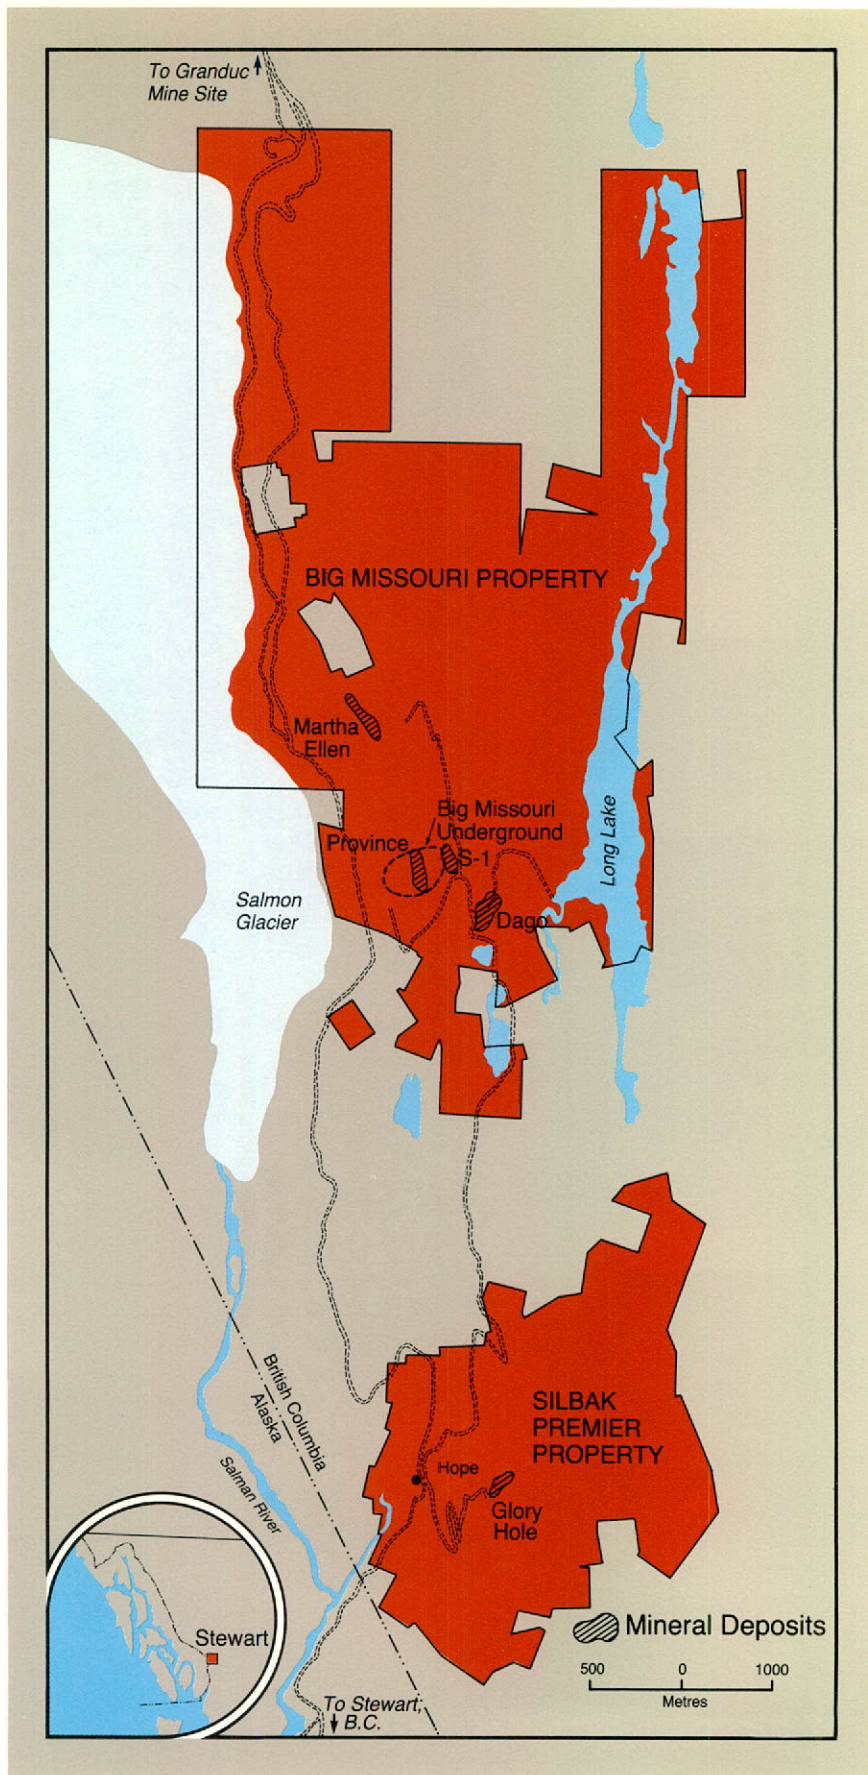 To Granduc
Mine Site
BIG MISSOURI PROPERTY
Martha
Ellen
Big Missouri
Underground
Province
S-1
Dago
Long Lake
Salmon
Glacier
British Columbia
Alaska
Salman River
SILBAK
PREMIER
PROPERTY
Hope
Glory
Hole
Stewart
Mineral Deposits
500 0 1000
Metres
To Stewart,
B.C.